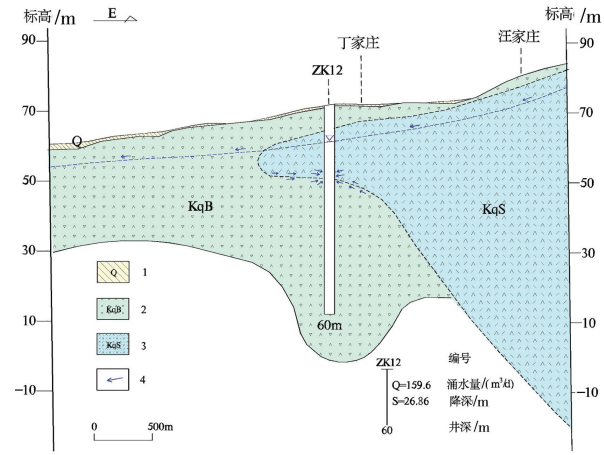 标高/m
E
标高/m
90
70
50
30
10
−10
90
70
50
30
10
−10
丁家庄
汪家庄
ZK12
Q
KqB
KqS
60m
Q 1
KqB 2
KqS 3
4
0 500m
ZK12 编号
Q=159.6 涌水量/(m³/d)
S=26.86 降深/m
60 井深/m